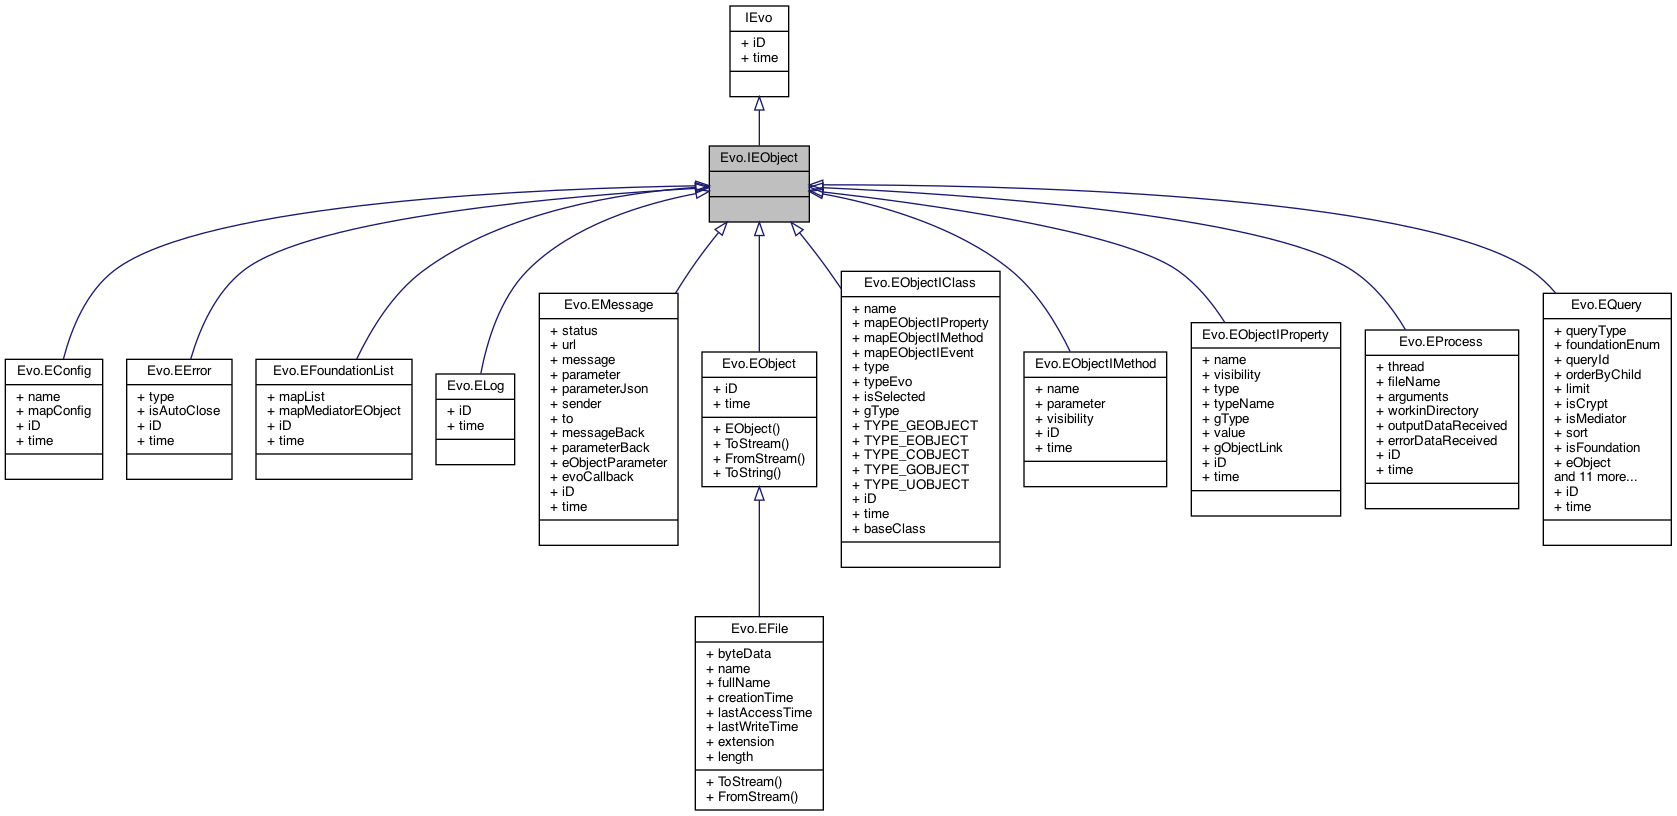 IEvo
+ iD
+ time
Evo.IEObject
Evo.EConfig
+ name
+ mapConfig
+ iD
+ time
Evo.EError
+ type
+ isAutoClose
+ iD
+ time
Evo.EFoundationList
+ mapList
+ mapMediatorEObject
+ iD
+ time
Evo.ELog
+ iD
+ time
Evo.EMessage
+ status
+ url
+ message
+ parameter
+ parameterJson
+ sender
+ to
+ messageBack
+ parameterBack
+ eObjectParameter
+ evoCallback
+ iD
+ time
Evo.EObject
+ iD
+ time
+ EObject()
+ ToStream()
+ FromStream()
+ ToString()
Evo.EObjectIClass
+ name
+ mapEObjectIProperty
+ mapEObjectIMethod
+ mapEObjectIEvent
+ type
+ typeEvo
+ isSelected
+ gType
+ TYPE_GEOBJECT
+ TYPE_EOBJECT
+ TYPE_COBJECT
+ TYPE_GOBJECT
+ TYPE_UOBJECT
+ iD
+ time
+ baseClass
Evo.EObjectIMethod
+ name
+ parameter
+ visibility
+ iD
+ time
Evo.EObjectIProperty
+ name
+ visibility
+ type
+ typeName
+ gType
+ value
+ gObjectLink
+ iD
+ time
Evo.EProcess
+ thread
+ fileName
+ arguments
+ workinDirectory
+ outputDataReceived
+ errorDataReceived
+ iD
+ time
Evo.EQuery
+ queryType
+ foundationEnum
+ queryId
+ orderByChild
+ limit
+ isCrypt
+ isMediator
+ sort
+ isFoundation
+ eObject
and 11 more...
+ iD
+ time
Evo.EFile
+ byteData
+ name
+ fullName
+ creationTime
+ lastAccessTime
+ lastWriteTime
+ extension
+ length
+ ToStream()
+ FromStream()